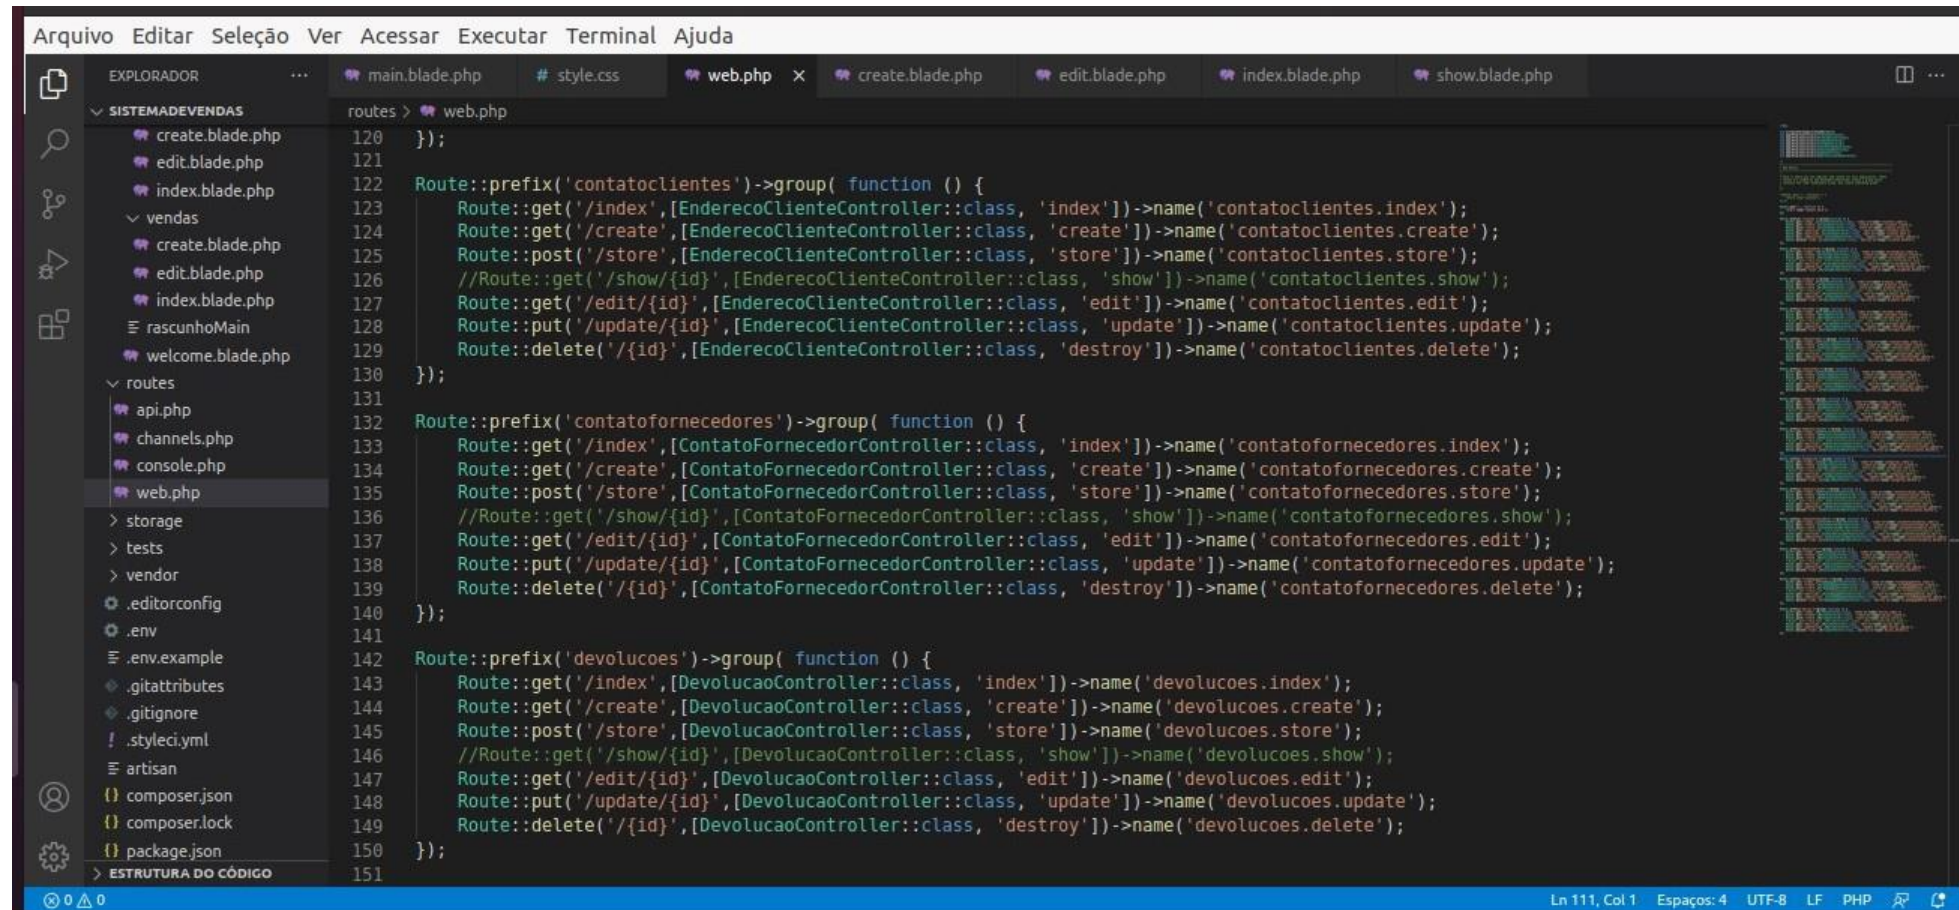 Arquivo Editar Seleção Ver Acessar Executar Terminal Ajuda
EXPLORADOR ···
main.blade.php # style.css web.php × create.blade.php edit.blade.php index.blade.php show.blade.php ···
SISTEMADEVENDAS
create.blade.php
edit.blade.php
index.blade.php
vendas
create.blade.php
edit.blade.php
index.blade.php
rascunhoMain
welcome.blade.php
routes
api.php
channels.php
console.php
web.php
storage
tests
vendor
.editorconfig
.env
.env.example
.gitattributes
.gitignore
! .styleci.yml
artisan
{} composer.json
{} composer.lock
{} package.json
ESTRUTURA DO CÓDIGO
routes > web.php
120 });
121
122 Route::prefix('contatoclientes')->group( function () {
123 Route::get('/index',[EnderecoClienteController::class, 'index'])->name('contatoclientes.index');
124 Route::get('/create',[EnderecoClienteController::class, 'create'])->name('contatoclientes.create');
125 Route::post('/store',[EnderecoClienteController::class, 'store'])->name('contatoclientes.store');
126 //Route::get('/show/{id}',[EnderecoClienteController::class, 'show'])->name('contatoclientes.show');
127 Route::get('/edit/{id}',[EnderecoClienteController::class, 'edit'])->name('contatoclientes.edit');
128 Route::put('/update/{id}',[EnderecoClienteController::class, 'update'])->name('contatoclientes.update');
129 Route::delete('/{id}',[EnderecoClienteController::class, 'destroy'])->name('contatoclientes.delete');
130 });
131
132 Route::prefix('contatofornecedores')->group( function () {
133 Route::get('/index',[ContatoFornecedorController::class, 'index'])->name('contatofornecedores.index');
134 Route::get('/create',[ContatoFornecedorController::class, 'create'])->name('contatofornecedores.create');
135 Route::post('/store',[ContatoFornecedorController::class, 'store'])->name('contatofornecedores.store');
136 //Route::get('/show/{id}',[ContatoFornecedorController::class, 'show'])->name('contatofornecedores.show');
137 Route::get('/edit/{id}',[ContatoFornecedorController::class, 'edit'])->name('contatofornecedores.edit');
138 Route::put('/update/{id}',[ContatoFornecedorController::class, 'update'])->name('contatofornecedores.update');
139 Route::delete('/{id}',[ContatoFornecedorController::class, 'destroy'])->name('contatofornecedores.delete');
140 });
141
142 Route::prefix('devolucoes')->group( function () {
143 Route::get('/index',[DevolucaoController::class, 'index'])->name('devolucoes.index');
144 Route::get('/create',[DevolucaoController::class, 'create'])->name('devolucoes.create');
145 Route::post('/store',[DevolucaoController::class, 'store'])->name('devolucoes.store');
146 //Route::get('/show/{id}',[DevolucaoController::class, 'show'])->name('devolucoes.show');
147 Route::get('/edit/{id}',[DevolucaoController::class, 'edit'])->name('devolucoes.edit');
148 Route::put('/update/{id}',[DevolucaoController::class, 'update'])->name('devolucoes.update');
149 Route::delete('/{id}',[DevolucaoController::class, 'destroy'])->name('devolucoes.delete');
150 });
151
0 0 Ln 111, Col 1 Espaços: 4 UTF-8 LF PHP